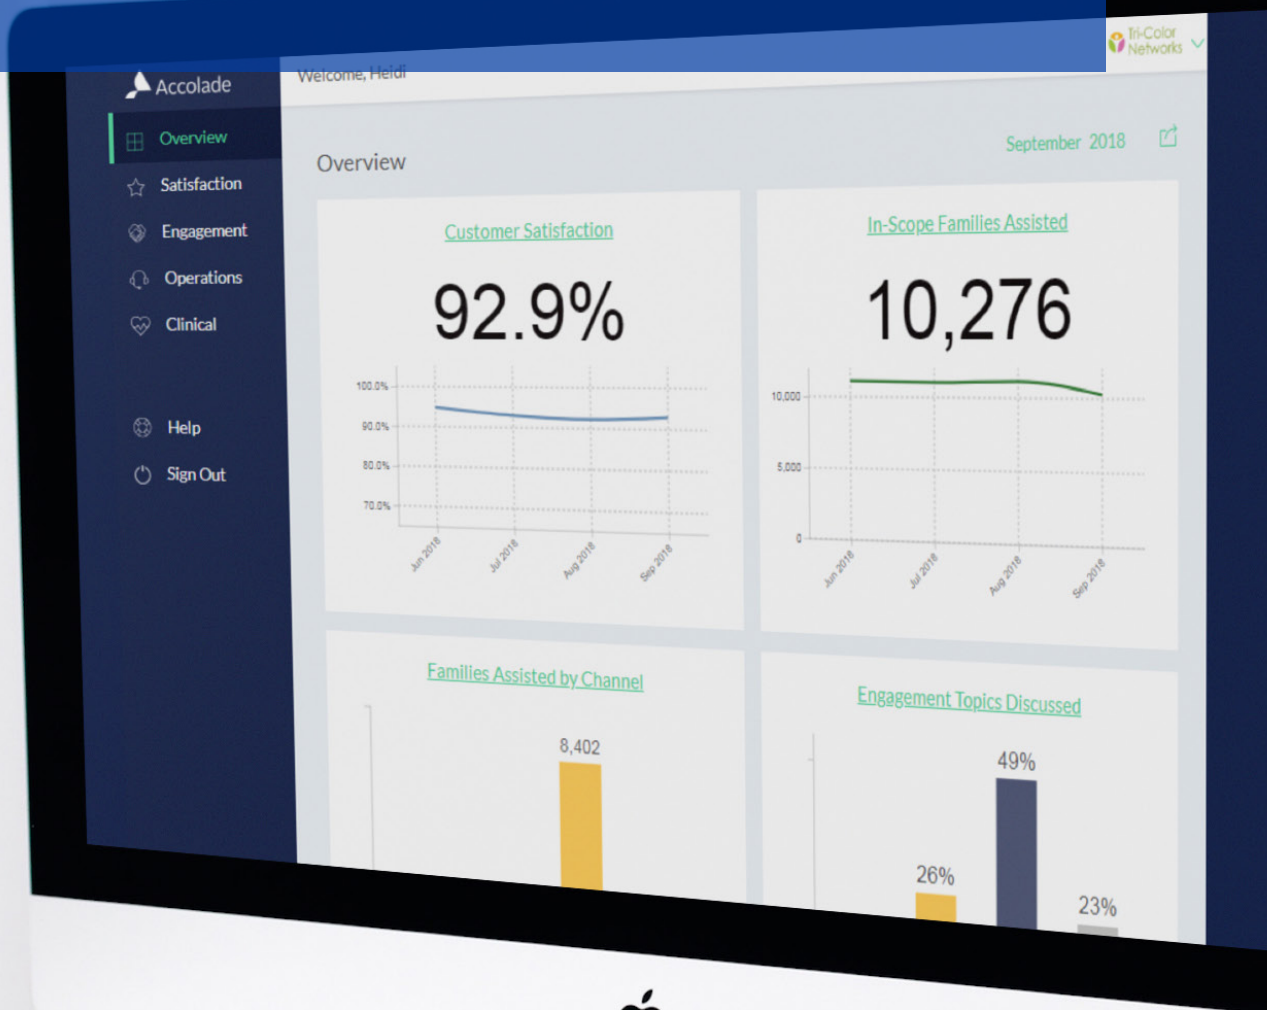 Tri-Color
Networks
Accolade
Welcome, Heidi
Overview
Satisfaction
Engagement
Operations
Clinical
Help
Sign Out
Overview
September 2018
Customer Satisfaction
92.9%
100.0%
90.0%
80.0%
70.0%
Jun 2018
Jul 2018
Aug 2018
Sep 2018
In-Scope Families Assisted
10,276
10,000
5,000
0
Jun 2018
Jul 2018
Aug 2018
Sep 2018
Families Assisted by Channel
8,402
Engagement Topics Discussed
49%
26%
23%